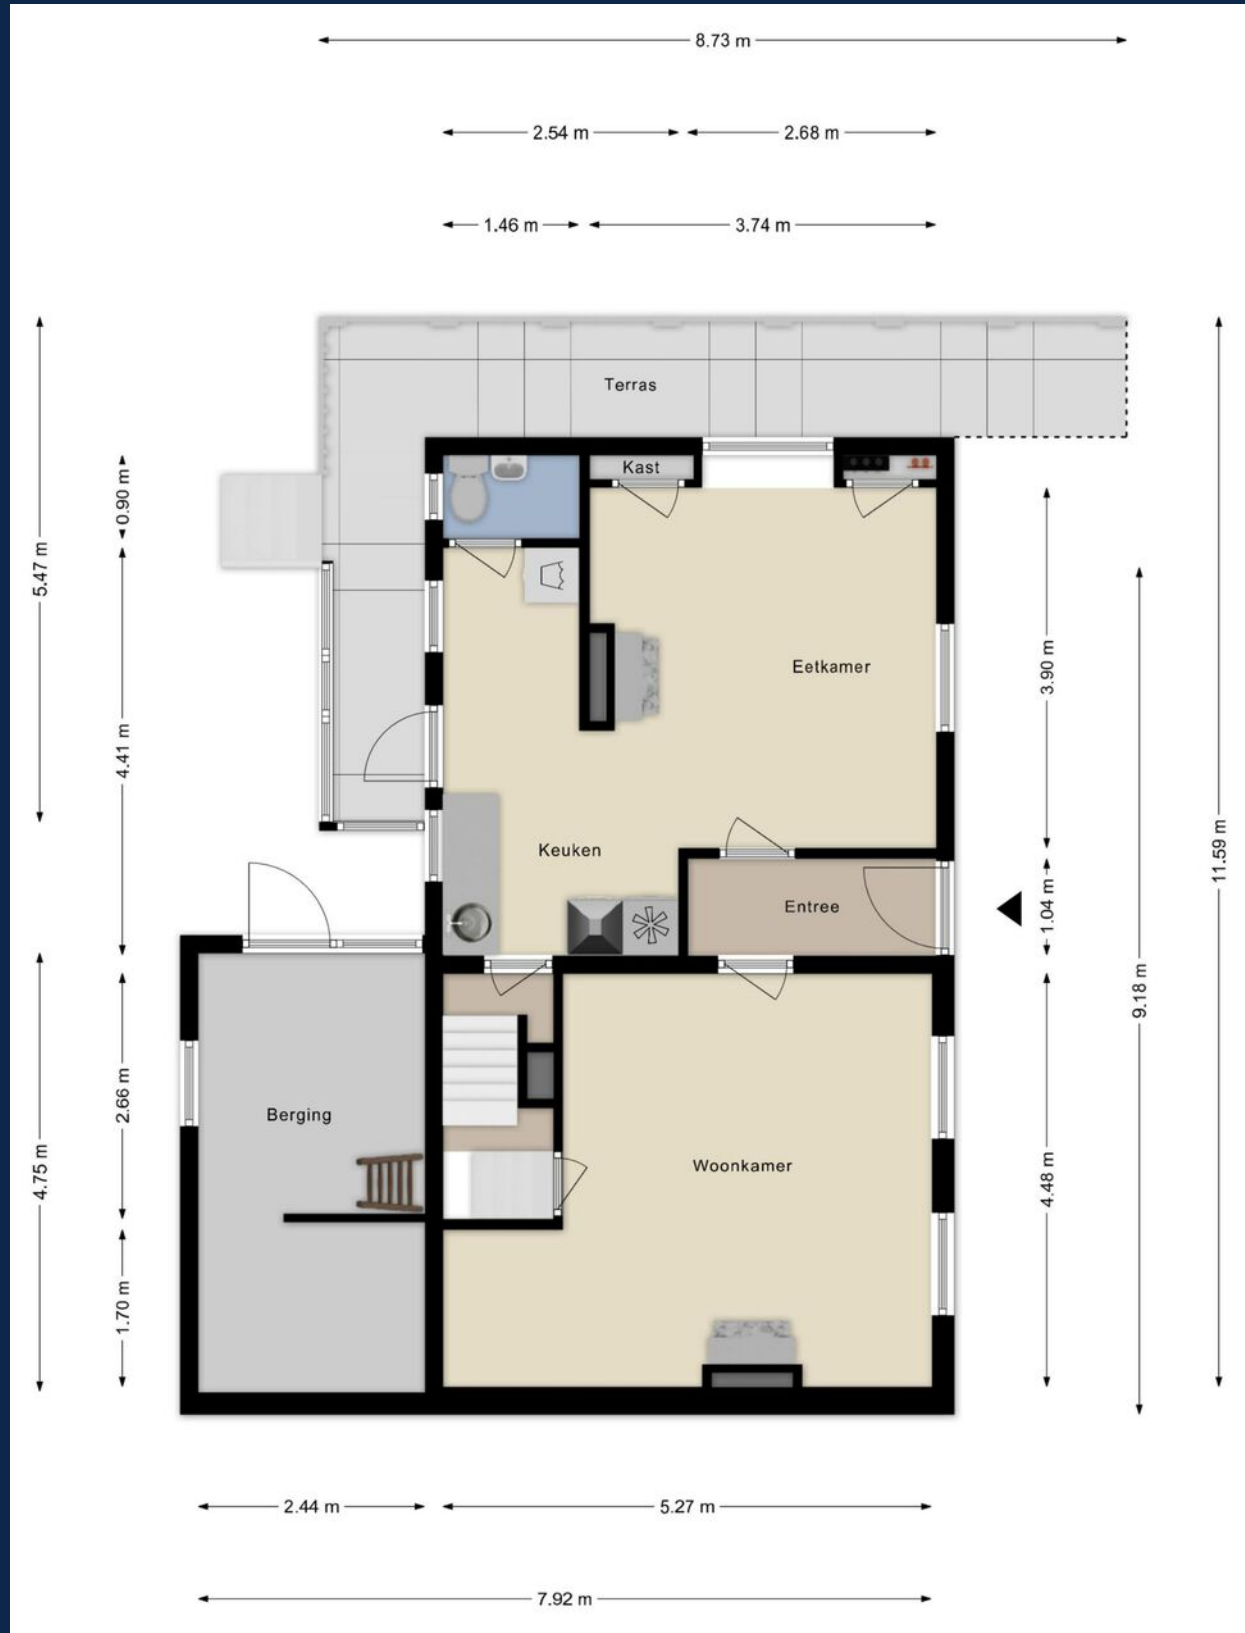 8.73 m
2.54 m
2.68 m
1.46 m
3.74 m
Terras
Kast
0.90 m
5.47 m
3.90 m
Eetkamer
4.41 m
Keuken
11.59 m
Entree
1.04 m
9.18 m
2.66 m
Berging
4.75 m
Woonkamer
4.48 m
1.70 m
2.44 m
5.27 m
7.92 m